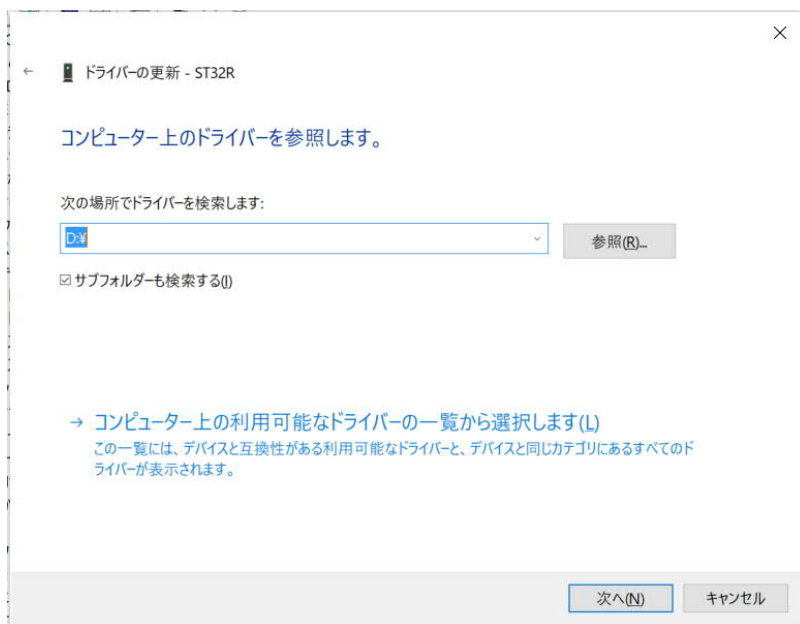 ドライバーの更新 - ST32R
コンピューター上のドライバーを参照します。
次の場所でドライバーを検索します:
D:¥
参照(R)...
サブフォルダーも検索する(I)
コンピューター上の利用可能なドライバーの一覧から選択します(L)
この一覧には、デバイスと互換性がある利用可能なドライバーと、デバイスと同じカテゴリにあるすべてのド
ライバーが表示されます。
次へ(N)
キャンセル